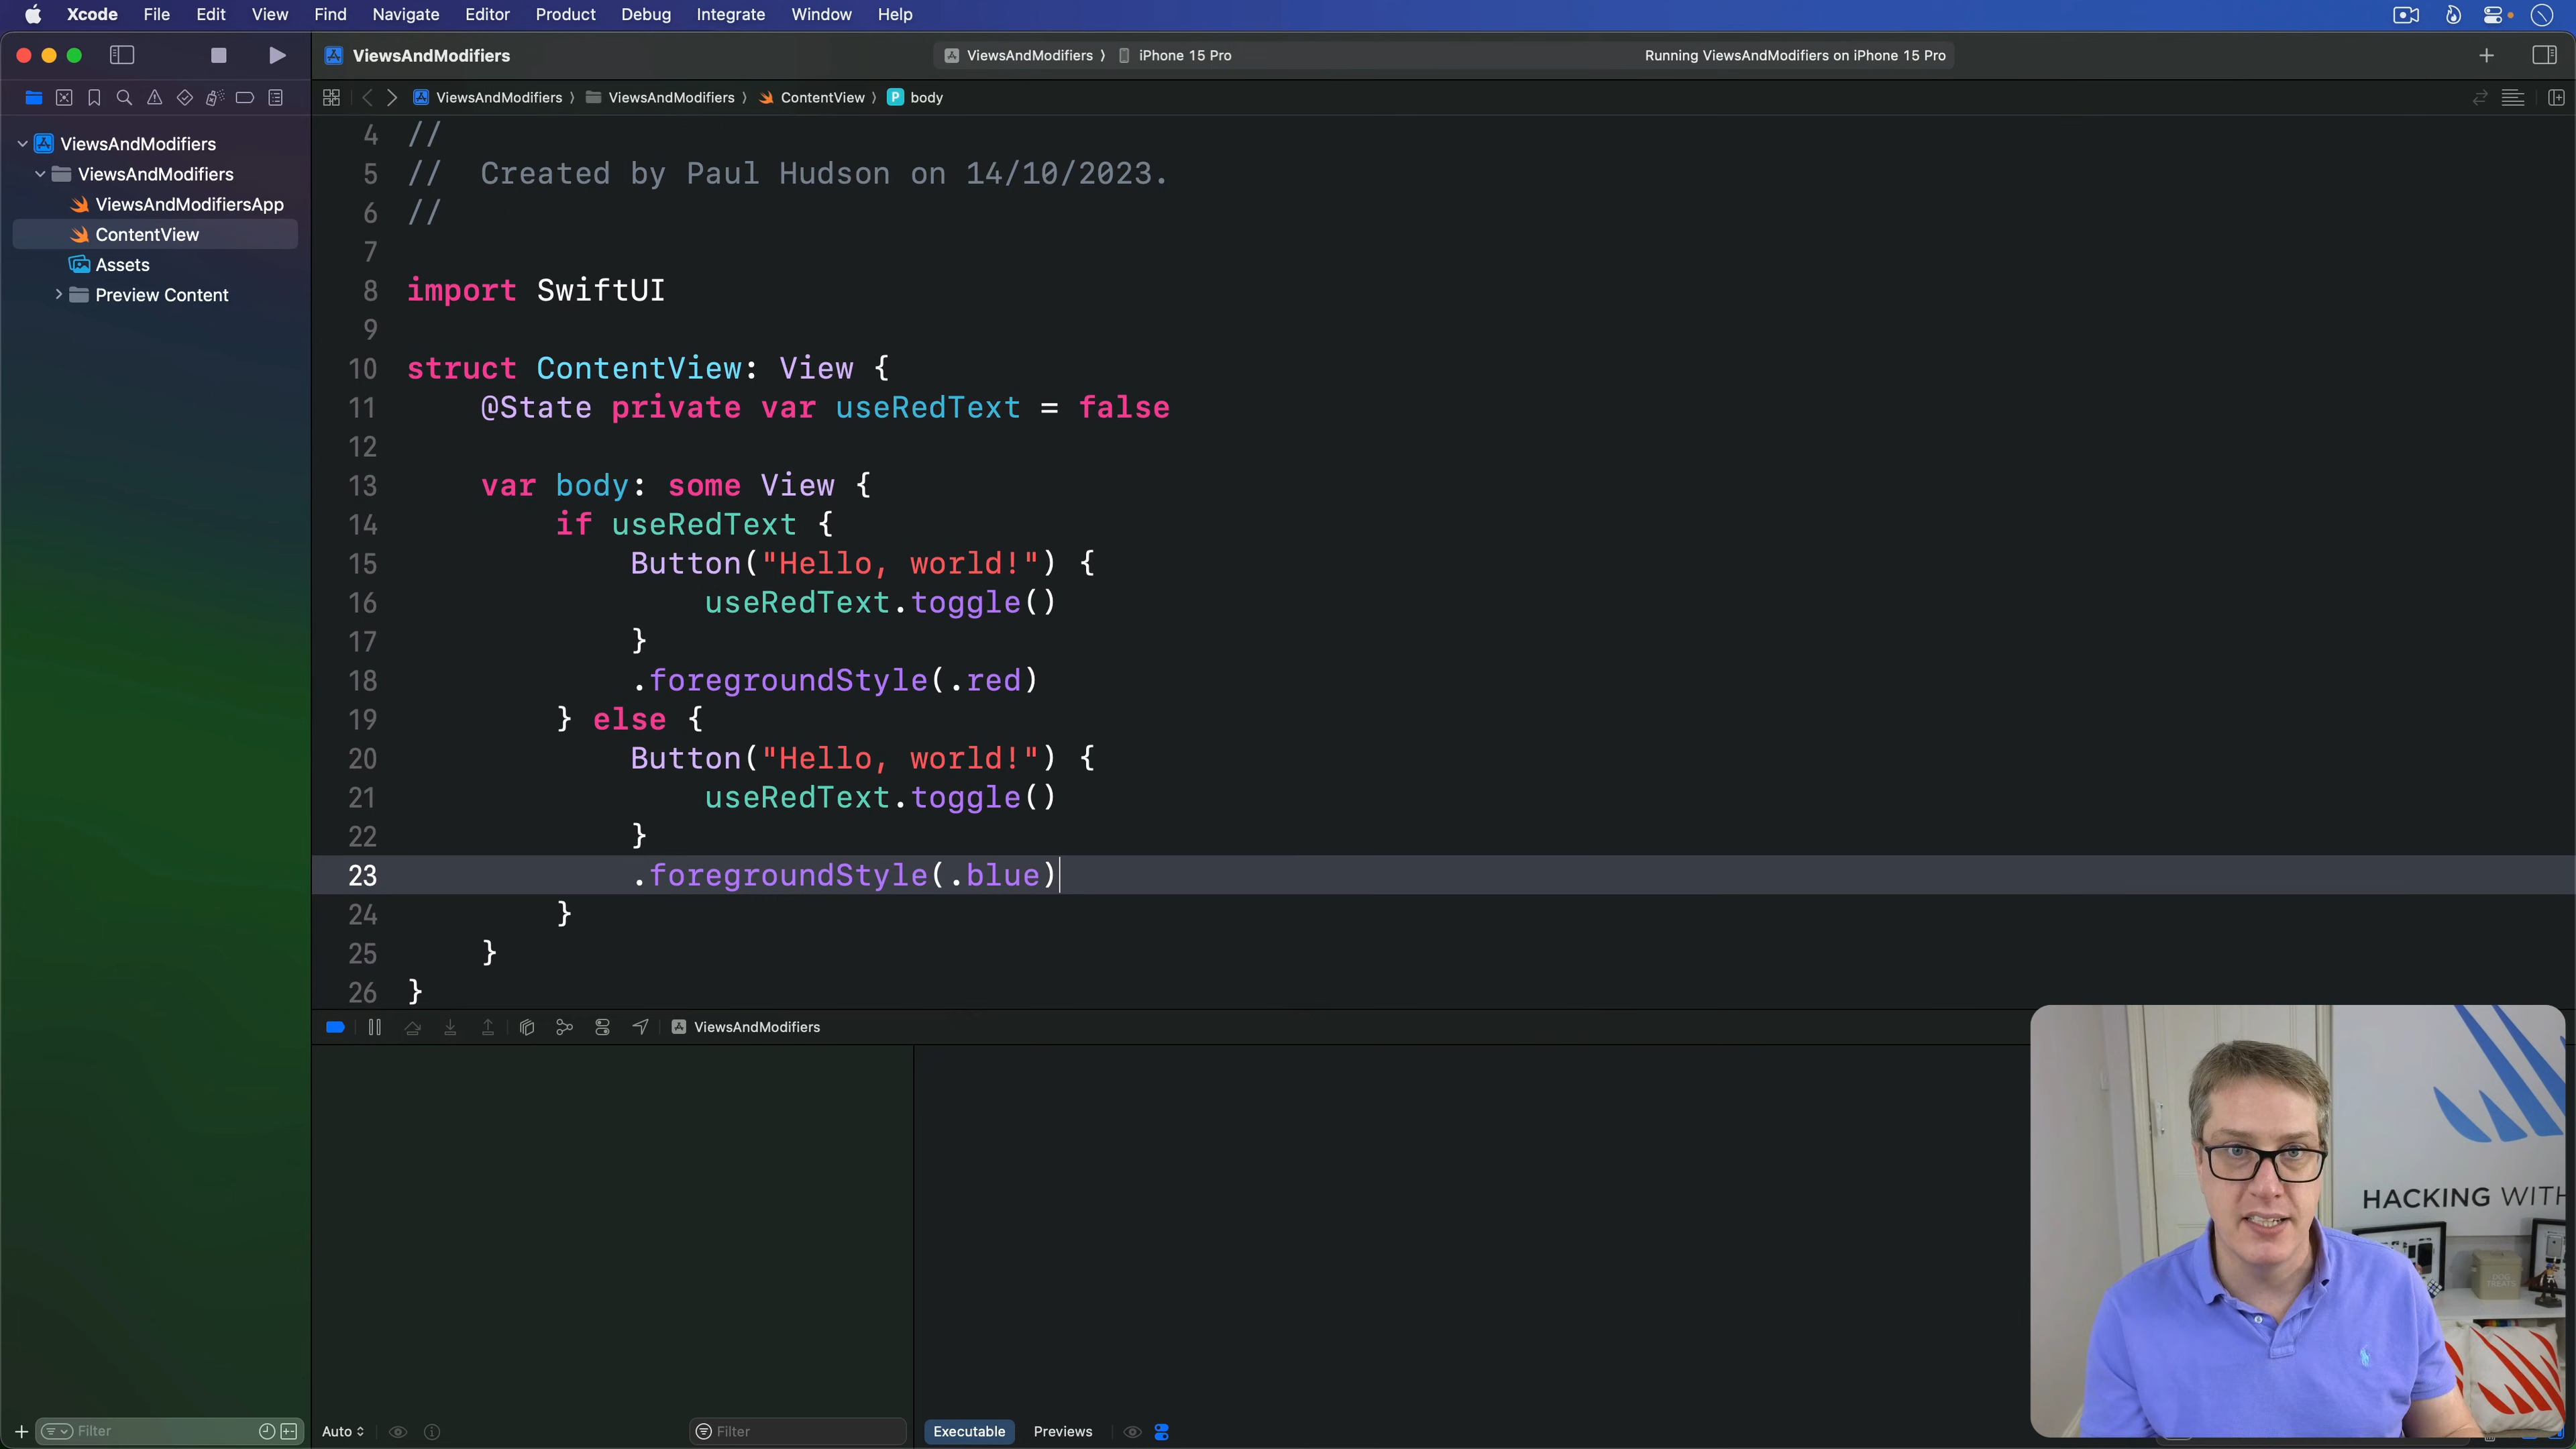 Xcode File Edit View Find Navigate Editor Product Debug Integrate Window Help
ViewsAndModifiers
ViewsAndModifiers 〉 iPhone 15 Pro
Running ViewsAndModifiers on iPhone 15 Pro
ViewsAndModifiers 〉 ViewsAndModifiers 〉 ContentView 〉 P body
ViewsAndModifiers
ViewsAndModifiers
ViewsAndModifiersApp
ContentView
Assets
Preview Content
4 //
5 //  Created by Paul Hudson on 14/10/2023.
6 //
7
8 import SwiftUI
9
10 struct ContentView: View {
11     @State private var useRedText = false
12
13     var body: some View {
14         if useRedText {
15             Button("Hello, world!") {
16                 useRedText.toggle()
17             }
18             .foregroundStyle(.red)
19         } else {
20             Button("Hello, world!") {
21                 useRedText.toggle()
22             }
23             .foregroundStyle(.blue)
24         }
25     }
26 }
ViewsAndModifiers
HACKING WITH
Filter
Auto
Filter
Executable Previews